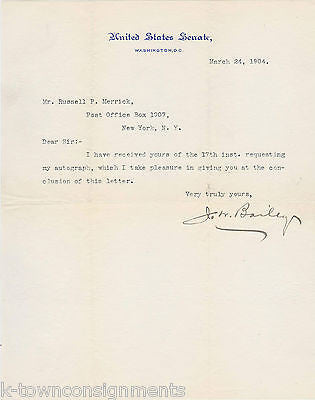 United States Senate,
WASHINGTON, D.C.
March 24, 1904.
Mr. Russell P. Merrick,
Post Office Box 1907,
New York, N. Y.
Dear Sir:-
I have received yours of the 17th inst. requesting
my autograph, which I take pleasure in giving you at the con-
clusion of this letter.
Very truly yours,
J. W. Bailey
k-townconsignments